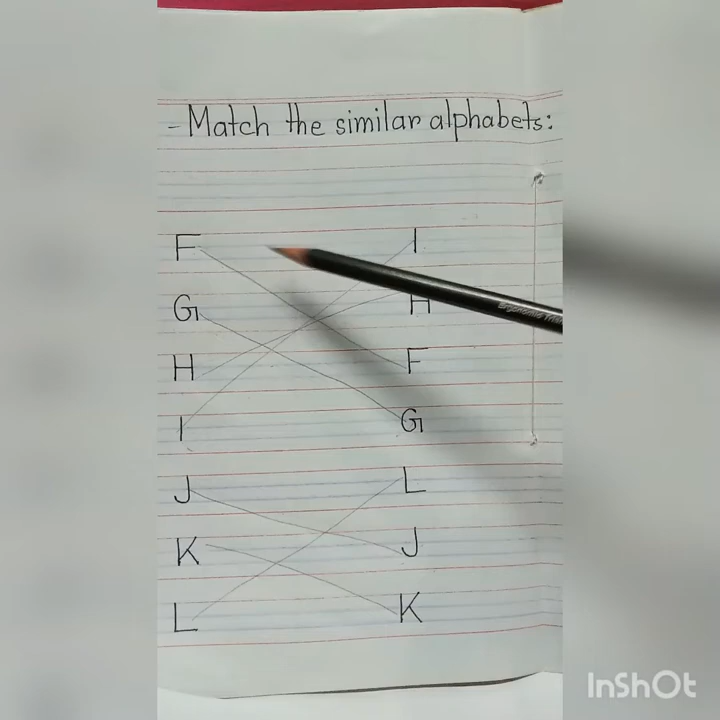 - Match the similar alphabets:
F I
G H
H F
I G
J L
K J
L K
InShOt